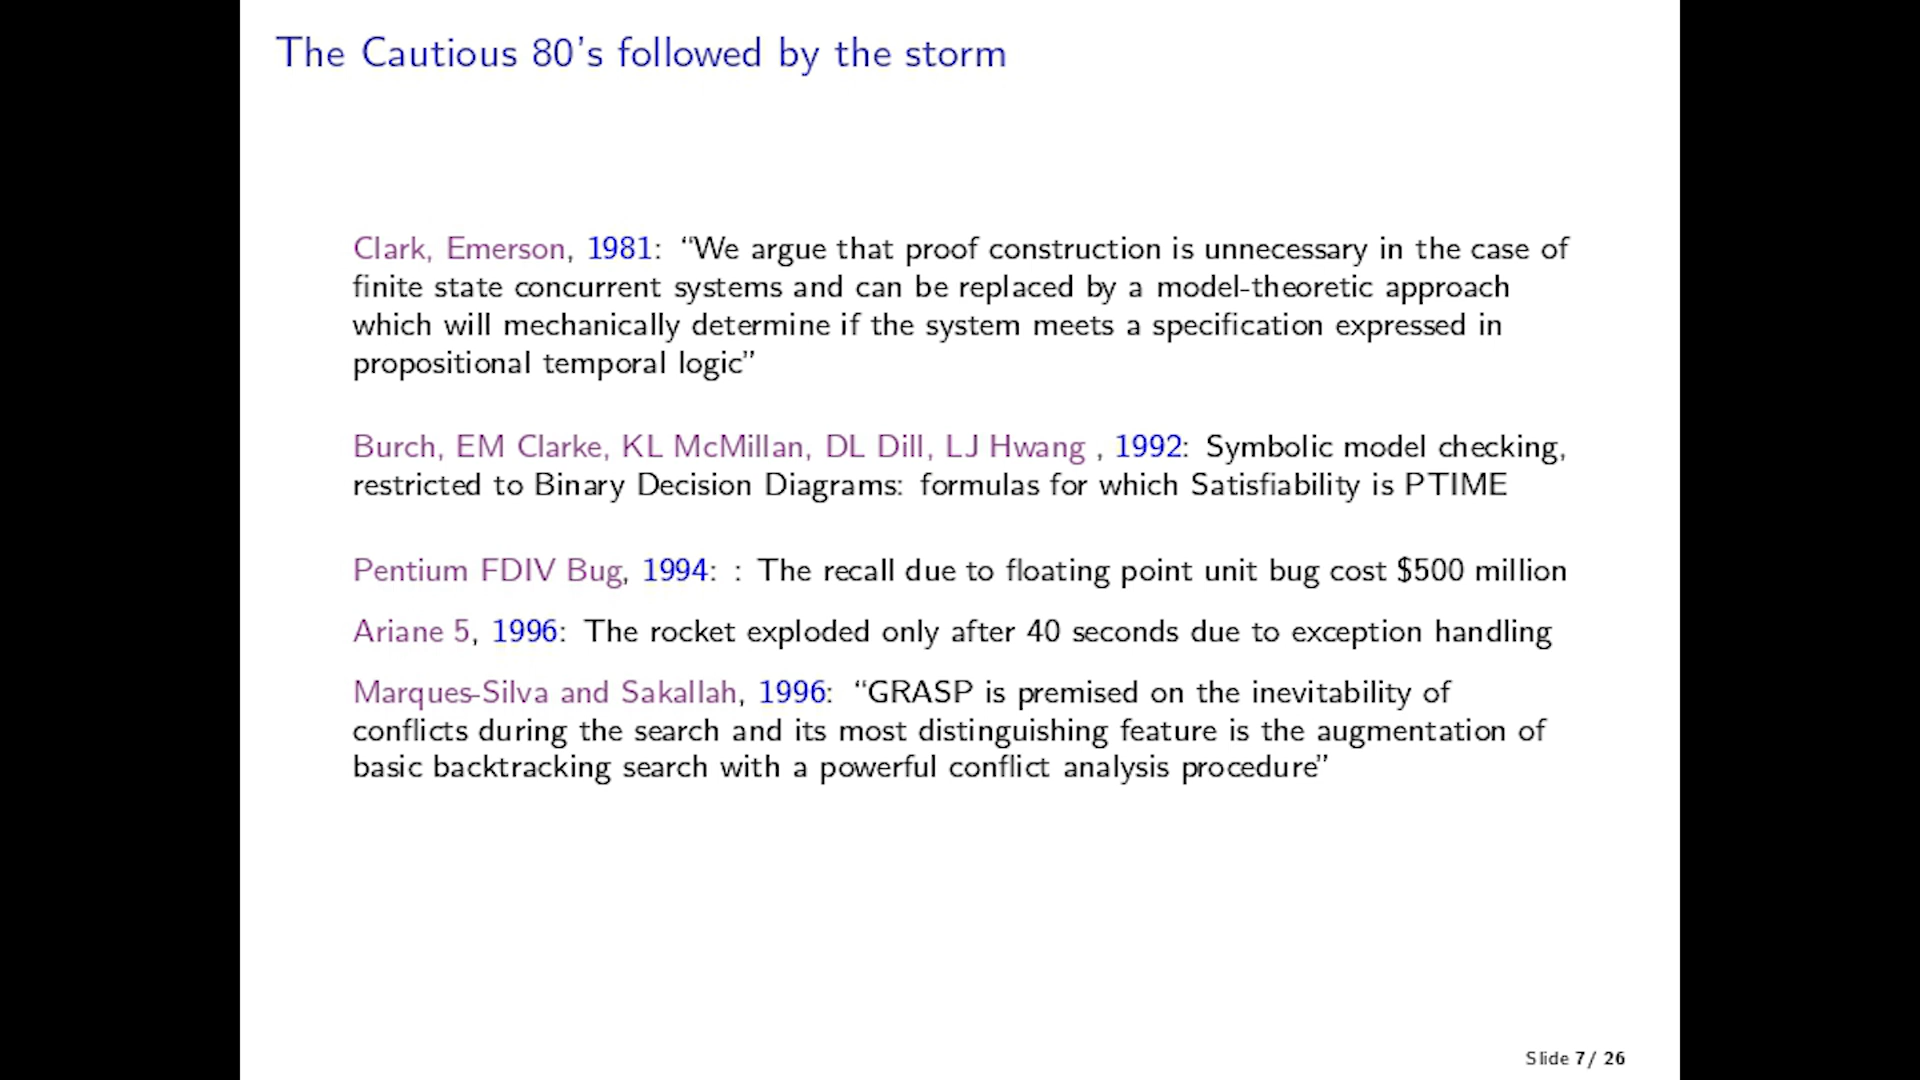 The Cautious 80's followed by the storm
Clark, Emerson, 1981: “We argue that proof construction is unnecessary in the case of
finite state concurrent systems and can be replaced by a model-theoretic approach
which will mechanically determine if the system meets a specification expressed in
propositional temporal logic”
Burch, EM Clarke, KL McMillan, DL Dill, LJ Hwang , 1992: Symbolic model checking,
restricted to Binary Decision Diagrams: formulas for which Satisfiability is PTIME
Pentium FDIV Bug, 1994: : The recall due to floating point unit bug cost $500 million
Ariane 5, 1996: The rocket exploded only after 40 seconds due to exception handling
Marques-Silva and Sakallah, 1996: “GRASP is premised on the inevitability of
conflicts during the search and its most distinguishing feature is the augmentation of
basic backtracking search with a powerful conflict analysis procedure”
Slide 7/ 26